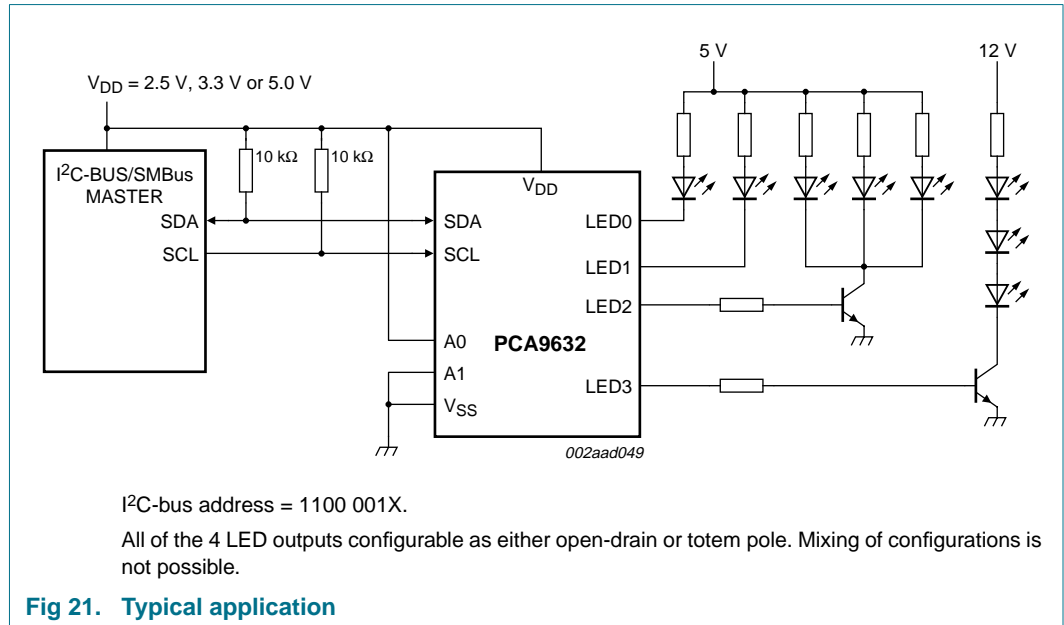 5 V
12 V
VDD = 2.5 V, 3.3 V or 5.0 V
10 kΩ
10 kΩ
I2C-BUS/SMBus
MASTER
SDA
SCL
VDD
SDA
SCL
A0
A1
VSS
PCA9632
LED0
LED1
LED2
LED3
002aad049
I2C-bus address = 1100 001X.
All of the 4 LED outputs configurable as either open-drain or totem pole. Mixing of configurations is
not possible.
Fig 21. Typical application